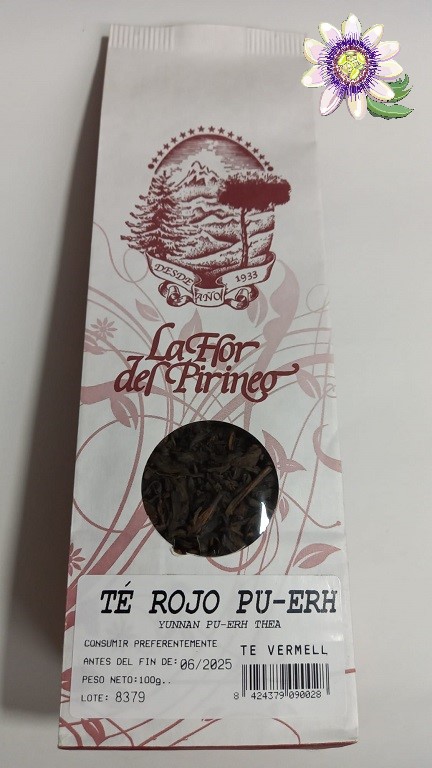 DESDE
AÑO
1933
La Flor
del Pirineo
TÉ ROJO PU-ERH
YUNNAN PU-ERH THEA
CONSUMIR PREFERENTEMENTE
ANTES DEL FIN DE: 06/2025
TE VERMELL
PESO NETO:100g..
LOTE: 8379
8 424379 090028